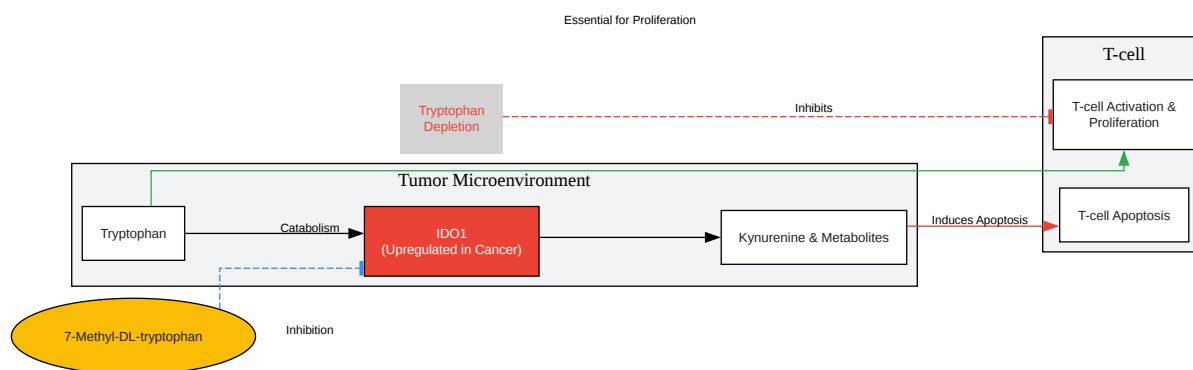 Essential for Proliferation
T-cell
Tryptophan
Depletion
Inhibits
T-cell Activation &
Proliferation
Tumor Microenvironment
Tryptophan
Catabolism
IDO1
(Upregulated in Cancer)
Kynurenine & Metabolites
Induces Apoptosis
T-cell Apoptosis
7-Methyl-DL-tryptophan
Inhibition